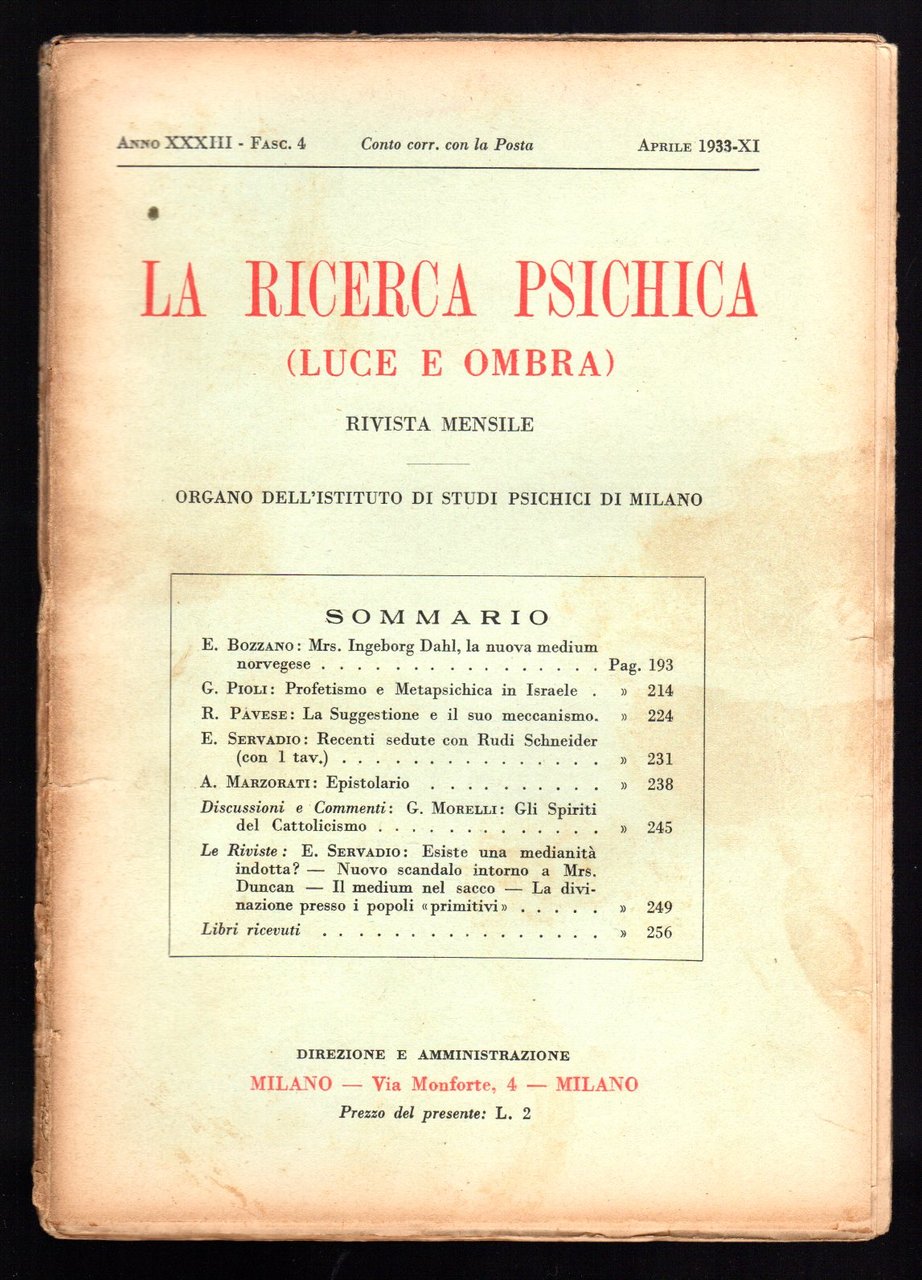 ANNO XXXIII - FASC. 4 Conto corr. con la Posta APRILE 1933-XI
LA RICERCA PSICHICA
(LUCE E OMBRA)
RIVISTA MENSILE
ORGANO DELL'ISTITUTO DI STUDI PSICHICI DI MILANO
SOMMARIO
E. BOZZANO: Mrs. Ingeborg Dahl, la nuova medium
norvegese . . . . . . . . . . . . . . . . Pag. 193
G. PIOLI: Profetismo e Metapsichica in Israele . » 214
R. PAVESE: La Suggestione e il suo meccanismo. » 224
E. SERVADIO: Recenti sedute con Rudi Schneider
(con 1 tav.) . . . . . . . . . . . . . . . » 231
A. MARZORATI: Epistolario . . . . . . . . . . » 238
Discussioni e Commenti: G. MORELLI: Gli Spiriti
del Cattolicismo . . . . . . . . . . . . . » 245
Le Riviste: E. SERVADIO: Esiste una medianità
indotta? — Nuovo scandalo intorno a Mrs.
Duncan — Il medium nel sacco — La divi-
nazione presso i popoli «primitivi» . . . . . » 249
Libri ricevuti . . . . . . . . . . . . . . . . » 256
DIREZIONE E AMMINISTRAZIONE
MILANO — Via Monforte, 4 — MILANO
Prezzo del presente: L. 2